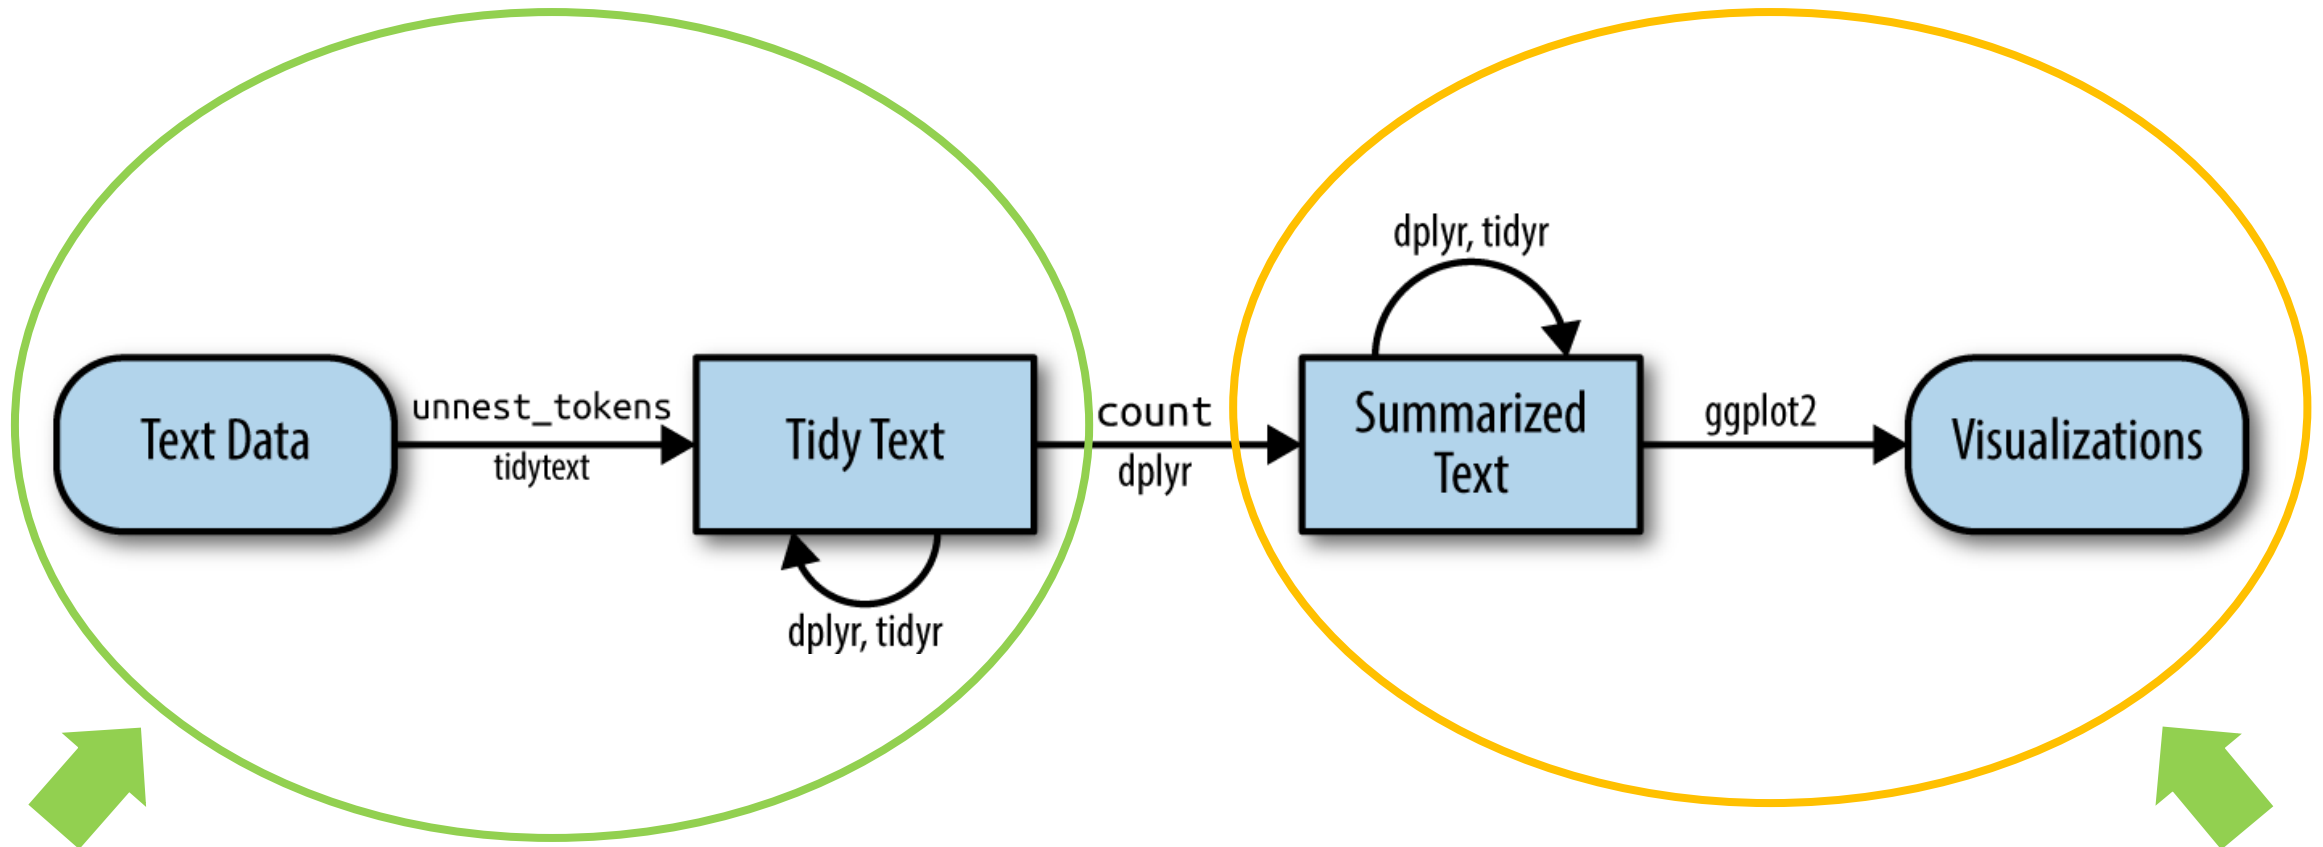 Text Data
unnest_tokens
tidytext
Tidy Text
dplyr, tidyr
count
dplyr
dplyr, tidyr
Summarized
Text
ggplot2
Visualizations